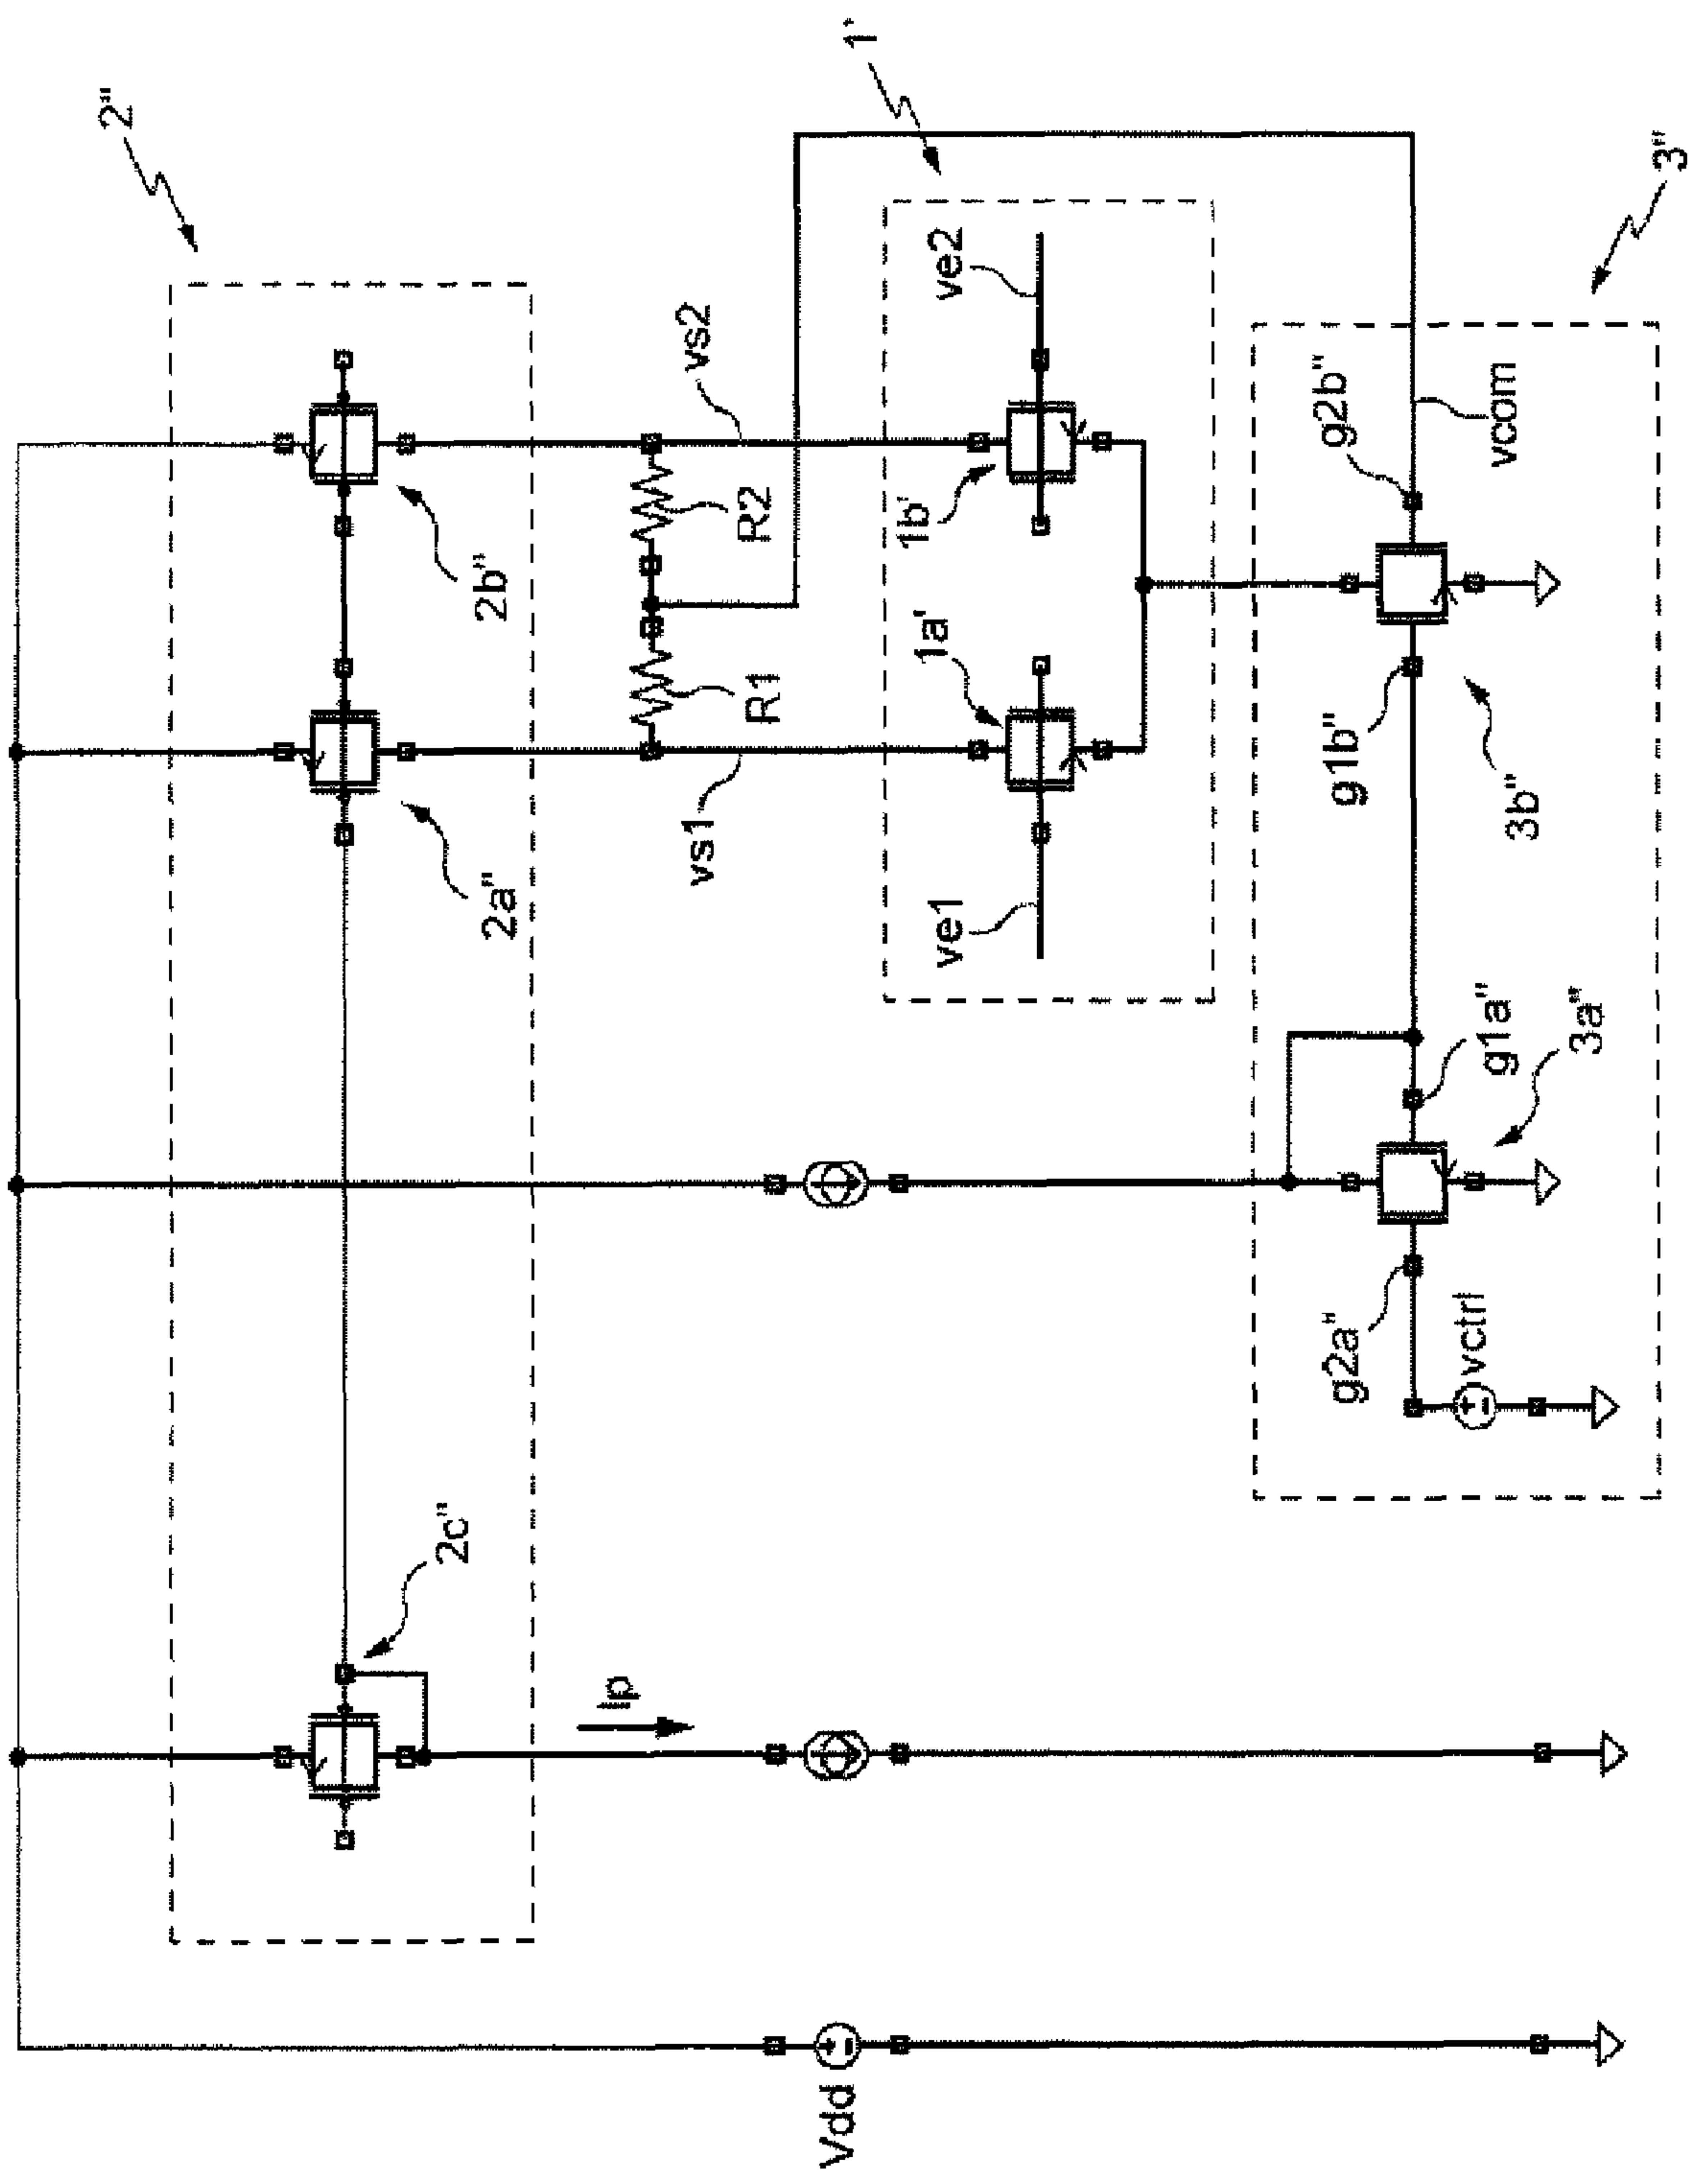 2"
1'
3"
vs2
ve2
g2b"
vcom
2b"
R2
1b'
2a"
R1
1a'
vs1
ve1
g1b"
3b"
g1a"
3a"
g2a"
vctrl
2c"
Ip
Vdd